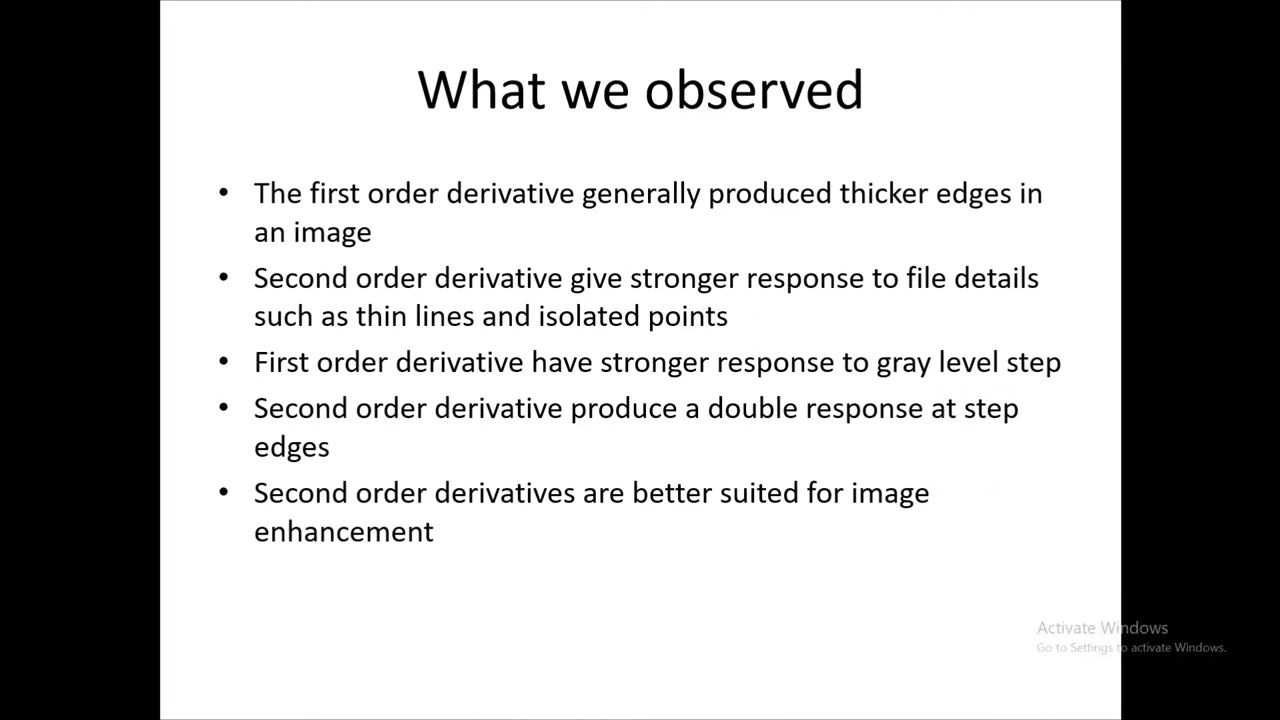 What we observed
• The first order derivative generally produced thicker edges in
an image
• Second order derivative give stronger response to file details
such as thin lines and isolated points
• First order derivative have stronger response to gray level step
• Second order derivative produce a double response at step
edges
• Second order derivatives are better suited for image
enhancement
Activate Windows
Go to Settings to activate Windows.